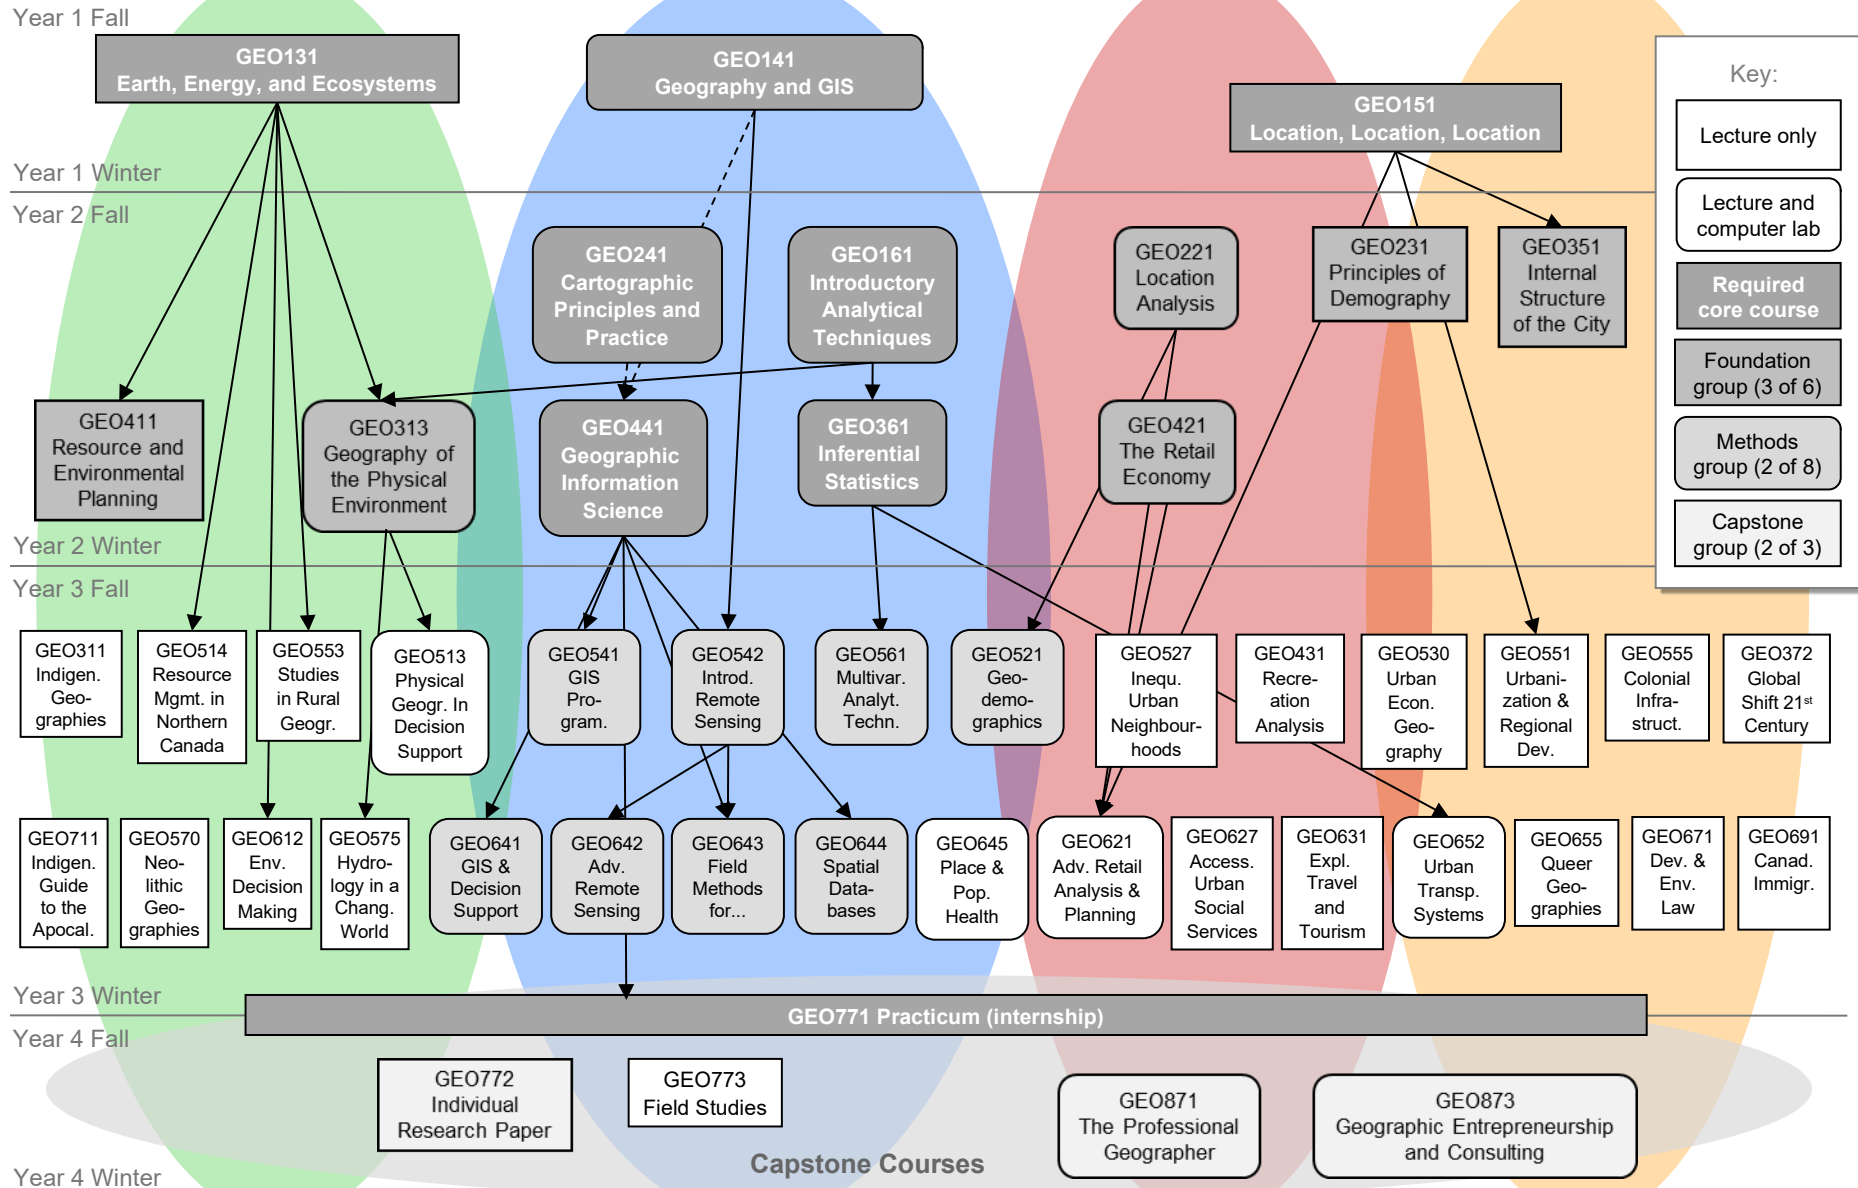 Year 1 Fall
GEO131
Earth, Energy, and Ecosystems
GEO141
Geography and GIS
GEO151
Location, Location, Location
Key:
Lecture only
Lecture and
computer lab
Required
core course
Foundation
group (3 of 6)
Methods
group (2 of 8)
Capstone
group (2 of 3)
Year 1 Winter
Year 2 Fall
GEO241
Cartographic
Principles and
Practice
GEO161
Introductory
Analytical
Techniques
GEO221
Location
Analysis
GEO231
Principles of
Demography
GEO351
Internal
Structure
of the City
GEO411
Resource and
Environmental
Planning
GEO313
Geography of
the Physical
Environment
GEO441
Geographic
Information
Science
GEO361
Inferential
Statistics
GEO421
The Retail
Economy
Year 2 Winter
Year 3 Fall
GEO311
Indigen.
Geo-
graphies
GEO514
Resource
Mgmt. in
Northern
Canada
GEO553
Studies
in Rural
Geogr.
GEO513
Physical
Geogr. In
Decision
Support
GEO541
GIS
Pro-
gram.
GEO542
Introd.
Remote
Sensing
GEO561
Multivar.
Analyt.
Techn.
GEO521
Geo-
demo-
graphics
GEO527
Inequ.
Urban
Neighbour-
hoods
GEO431
Recre-
ation
Analysis
GEO530
Urban
Econ.
Geo-
graphy
GEO551
Urbani-
zation &
Regional
Dev.
GEO555
Colonial
Infra-
struct.
GEO372
Global
Shift 21st
Century
GEO711
Indigen.
Guide
to the
Apocal.
GEO570
Neo-
lithic
Geo-
graphies
GEO612
Env.
Decision
Making
GEO575
Hydro-
logy in a
Chang.
World
GEO641
GIS &
Decision
Support
GEO642
Adv.
Remote
Sensing
GEO643
Field
Methods
for...
GEO644
Spatial
Data-
bases
GEO645
Place &
Pop.
Health
GEO621
Adv. Retail
Analysis &
Planning
GEO627
Access.
Urban
Social
Services
GEO631
Expl.
Travel
and
Tourism
GEO652
Urban
Transp.
Systems
GEO655
Queer
Geo-
graphies
GEO671
Dev. &
Env.
Law
GEO691
Canad.
Immigr.
Year 3 Winter
GEO771 Practicum (internship)
Year 4 Fall
GEO772
Individual
Research Paper
GEO773
Field Studies
GEO871
The Professional
Geographer
GEO873
Geographic Entrepreneurship
and Consulting
Capstone Courses
Year 4 Winter